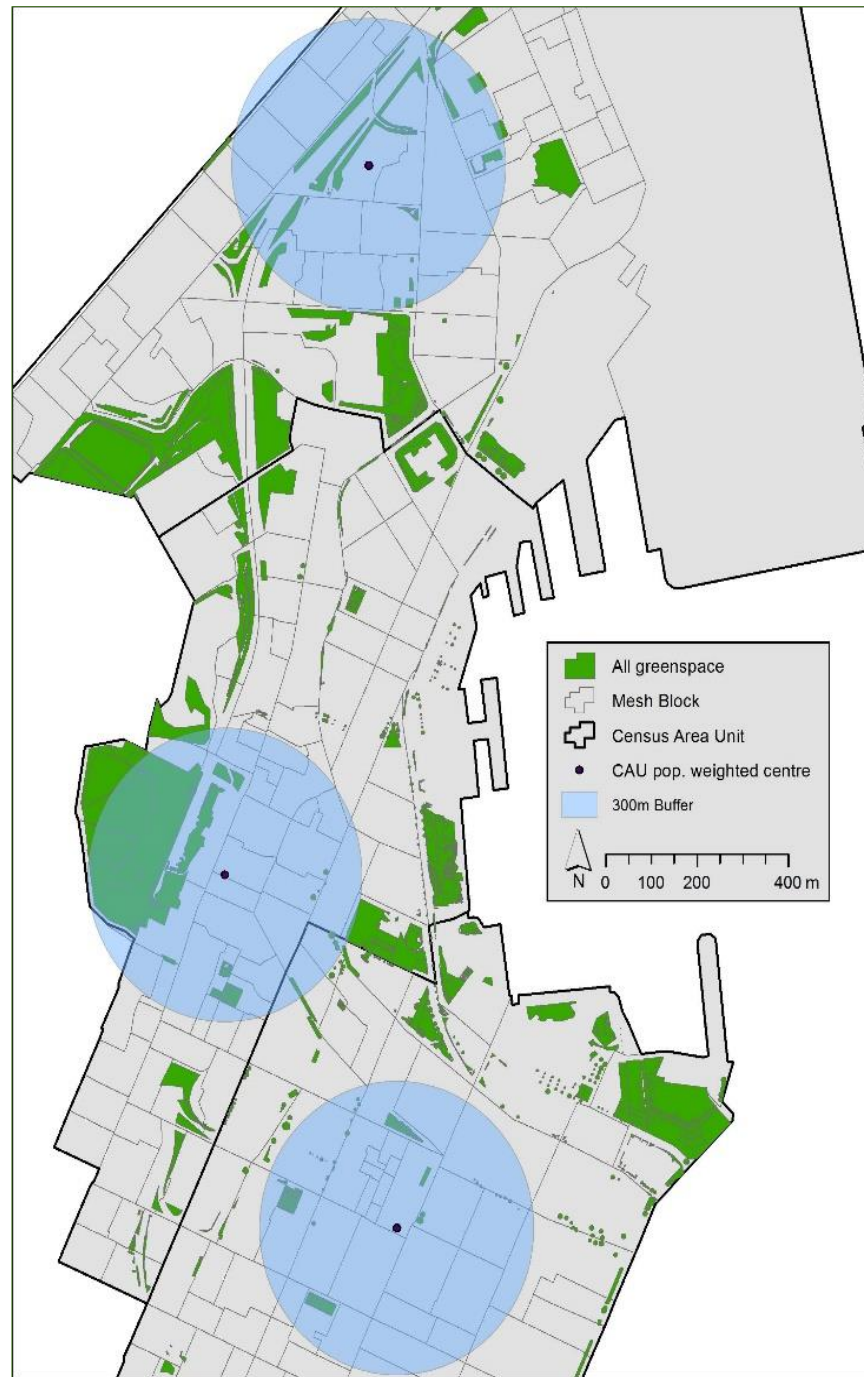 All greenspace
Mesh Block
Census Area Unit
CAU pop. weighted centre
300m Buffer
N
0 100 200 400 m